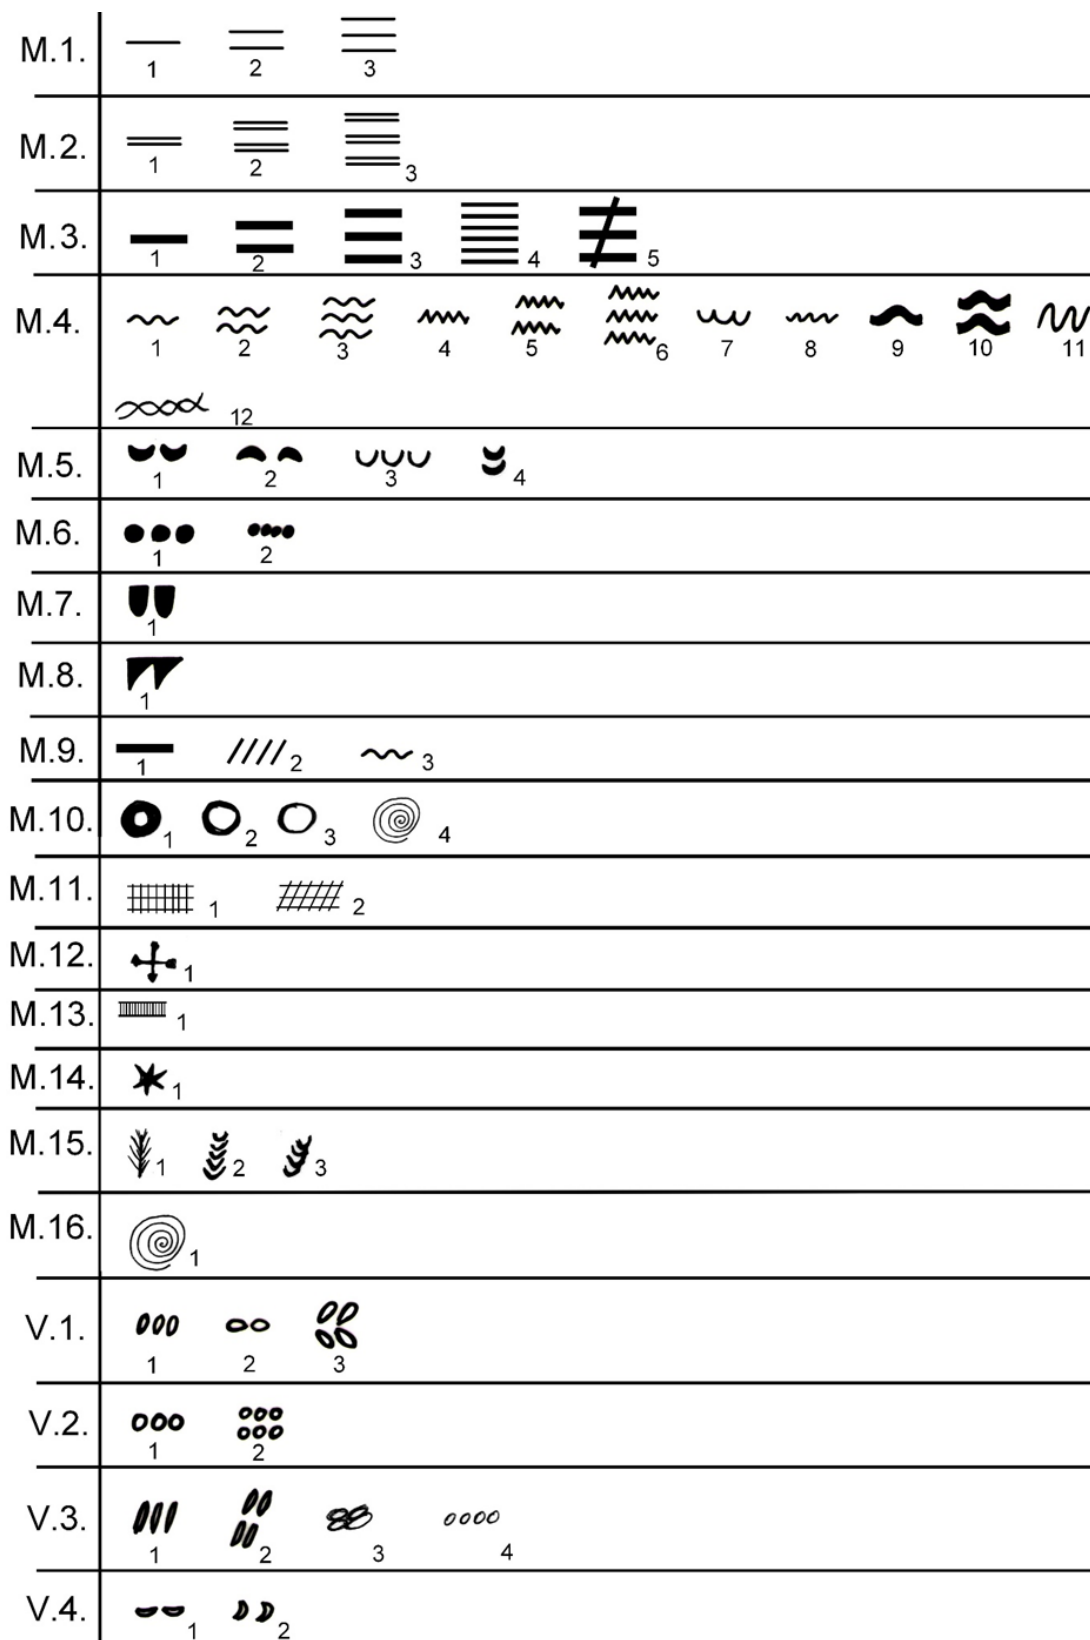 M.1. 1 2 3
M.2. 1 2 3
M.3. 1 2 3 4 5
M.4. 1 2 3 4 5 6 7 8 9 10 11
12
M.5. 1 2 3 4
M.6. 1 2
M.7. 1
M.8. 1
M.9. 1 2 3
M.10. 1 2 3 4
M.11. 1 2
M.12. 1
M.13. 1
M.14. 1
M.15. 1 2 3
M.16. 1
V.1. 1 2 3
V.2. 1 2
V.3. 1 2 3 4
V.4. 1 2